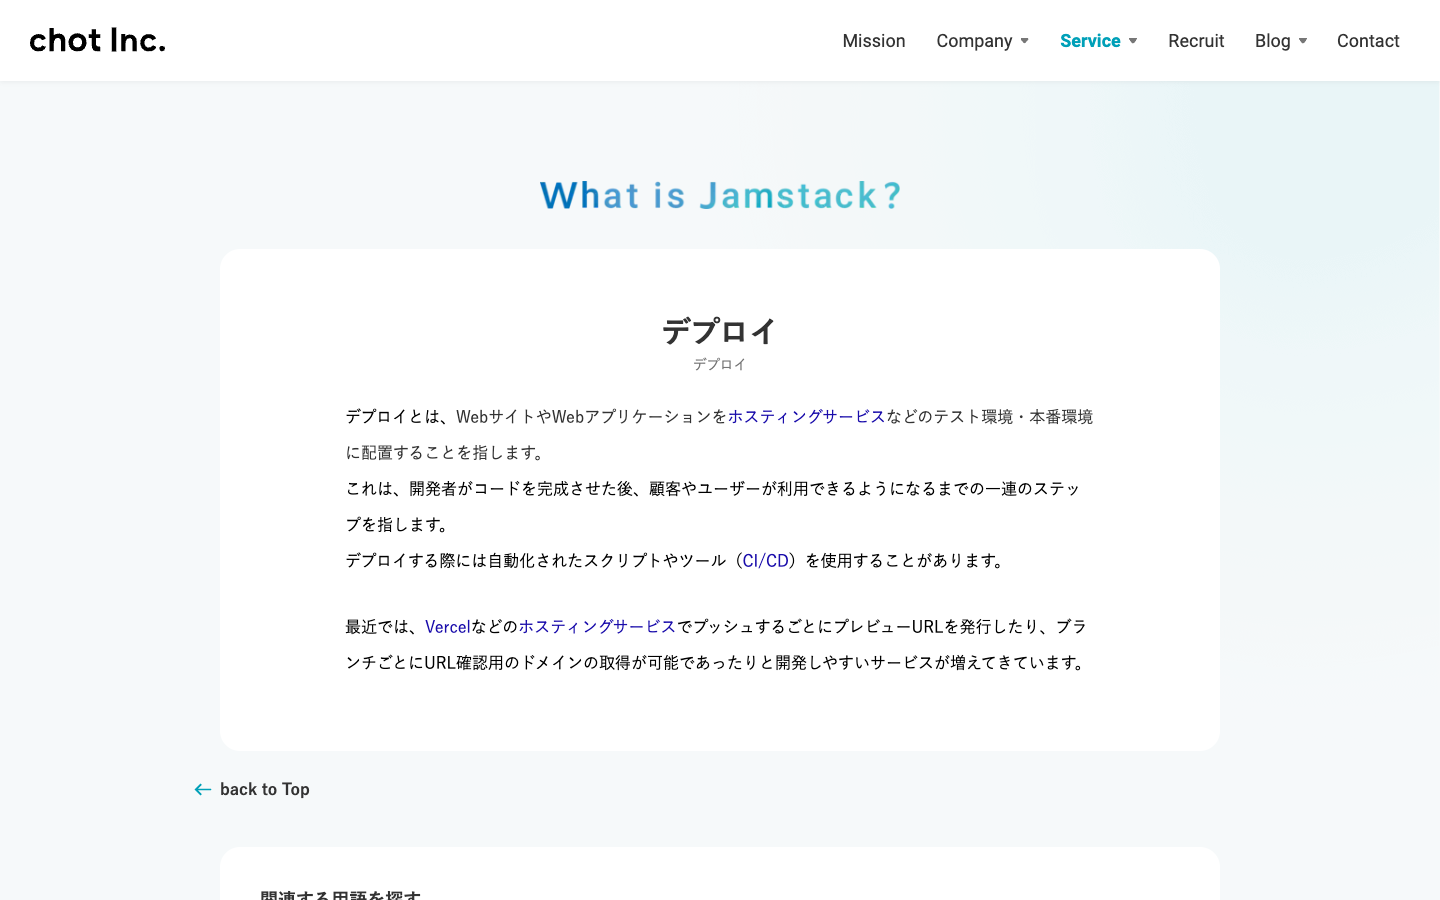 chot Inc.
Mission Company Service Recruit Blog Contact
What is Jamstack?
デプロイ
デプロイ
デプロイとは、WebサイトやWebアプリケーションをホスティングサービスなどのテスト環境・本番環境
に配置することを指します。
これは、開発者がコードを完成させた後、顧客やユーザーが利用できるようになるまでの一連のステッ
プを指します。
デプロイする際には自動化されたスクリプトやツール（CI/CD）を使用することがあります。
最近では、VercelなどのホスティングサービスでプッシュするごとにプレビューURLを発行したり、ブラ
ンチごとにURL確認用のドメインの取得が可能であったりと開発しやすいサービスが増えてきています。
back to Top
関連する用語を探す